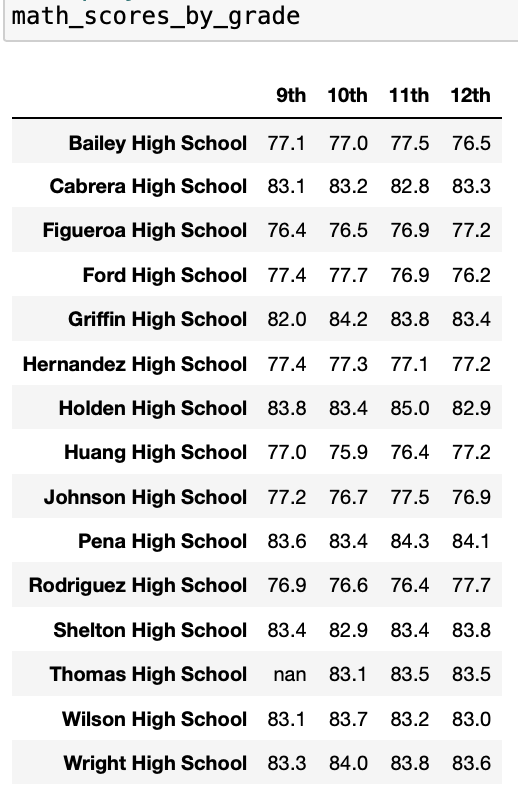 math_scores_by_grade
9th 10th 11th 12th
Bailey High School 77.1 77.0 77.5 76.5
Cabrera High School 83.1 83.2 82.8 83.3
Figueroa High School 76.4 76.5 76.9 77.2
Ford High School 77.4 77.7 76.9 76.2
Griffin High School 82.0 84.2 83.8 83.4
Hernandez High School 77.4 77.3 77.1 77.2
Holden High School 83.8 83.4 85.0 82.9
Huang High School 77.0 75.9 76.4 77.2
Johnson High School 77.2 76.7 77.5 76.9
Pena High School 83.6 83.4 84.3 84.1
Rodriguez High School 76.9 76.6 76.4 77.7
Shelton High School 83.4 82.9 83.4 83.8
Thomas High School nan 83.1 83.5 83.5
Wilson High School 83.1 83.7 83.2 83.0
Wright High School 83.3 84.0 83.8 83.6